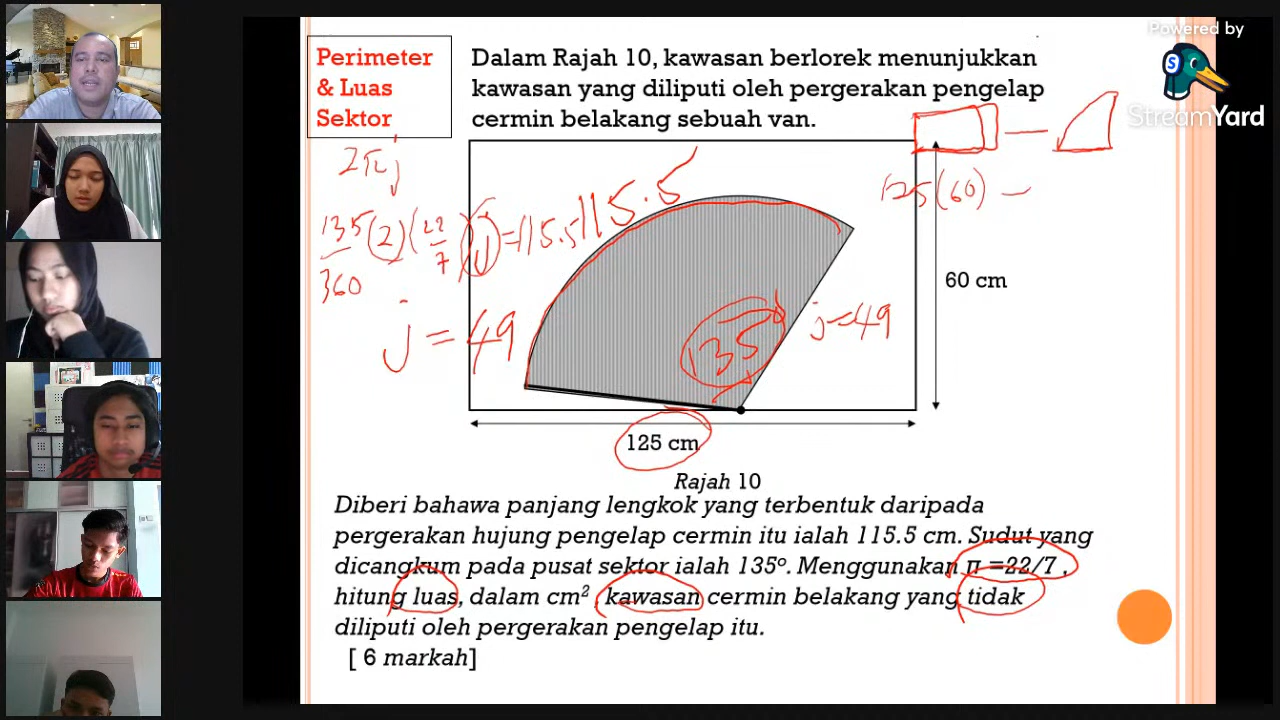 Perimeter
& Luas
Sektor
Dalam Rajah 10, kawasan berlorek menunjukkan
kawasan yang diliputi oleh pergerakan pengelap
cermin belakang sebuah van.
Powered by
S
StreamYard
2πj
135/360 (2)(22/7)(j) = 115.5
115.5
j = 49
135
j = 49
125(60) –
60 cm
125 cm
Rajah 10
Diberi bahawa panjang lengkok yang terbentuk daripada
pergerakan hujung pengelap cermin itu ialah 115.5 cm. Sudut yang
dicangkum pada pusat sektor ialah 135º. Menggunakan π =22/7 ,
hitung luas, dalam cm² , kawasan cermin belakang yang tidak
diliputi oleh pergerakan pengelap itu.
[ 6 markah]